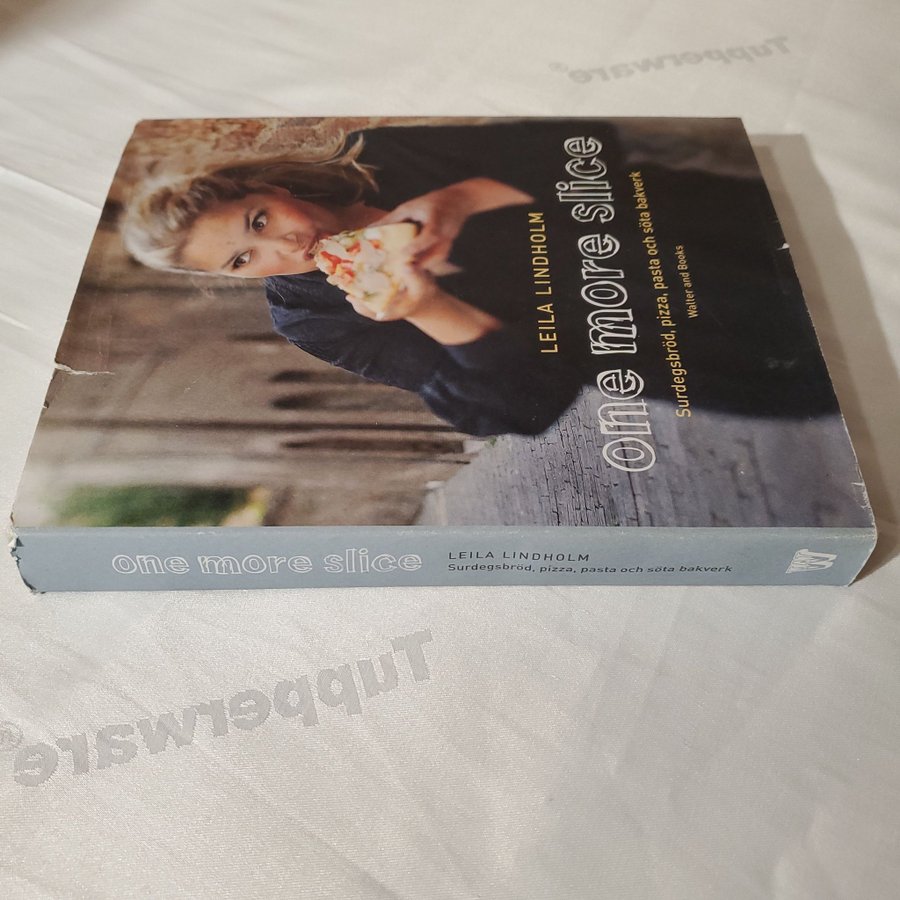 Tupperware®
LEILA LINDHOLM
one more slice
Surdegsbröd, pizza, pasta och söta bakverk
Walter and Books
one more slice
LEILA LINDHOLM
Surdegsbröd, pizza, pasta och söta bakverk
Tupperware®